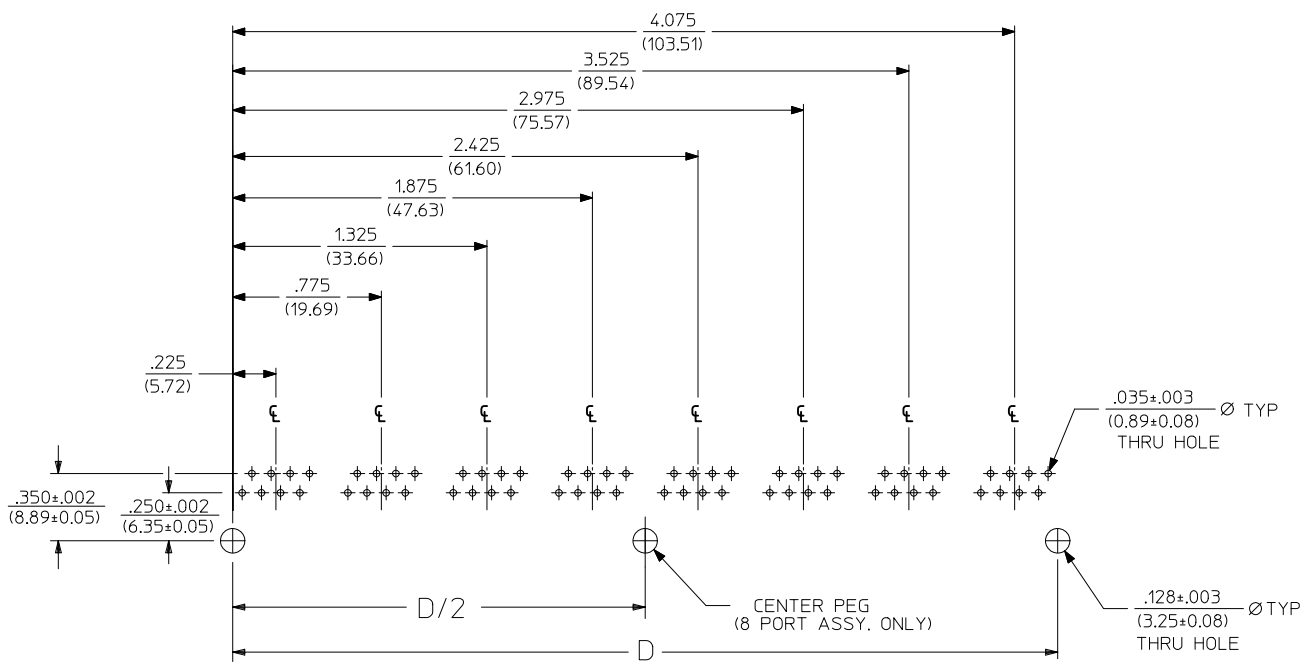 4.075
(103.51)
3.525
(89.54)
2.975
(75.57)
2.425
(61.60)
1.875
(47.63)
1.325
(33.66)
.775
(19.69)
.225
(5.72)
℄ ℄ ℄ ℄ ℄ ℄ ℄ ℄
.035±.003
(0.89±0.08)
Ø TYP
THRU HOLE
.350±.002
(8.89±0.05)
.250±.002
(6.35±0.05)
D/2
CENTER PEG
(8 PORT ASSY. ONLY)
D
.128±.003
(3.25±0.08)
Ø TYP
THRU HOLE